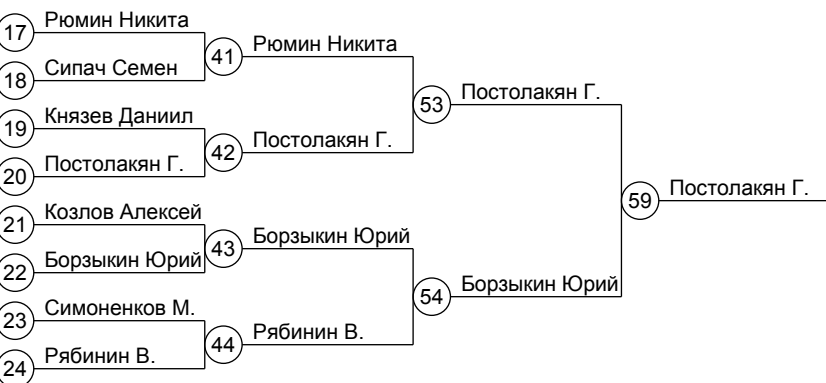 17 Рюмин Никита
41 Рюмин Никита
18 Сипач Семен
53 Постолакян Г.
19 Князев Даниил
42 Постолакян Г.
20 Постолакян Г.
59 Постолакян Г.
21 Козлов Алексей
43 Борзыкин Юрий
22 Борзыкин Юрий
54 Борзыкин Юрий
23 Симоненков М.
44 Рябинин В.
24 Рябинин В.